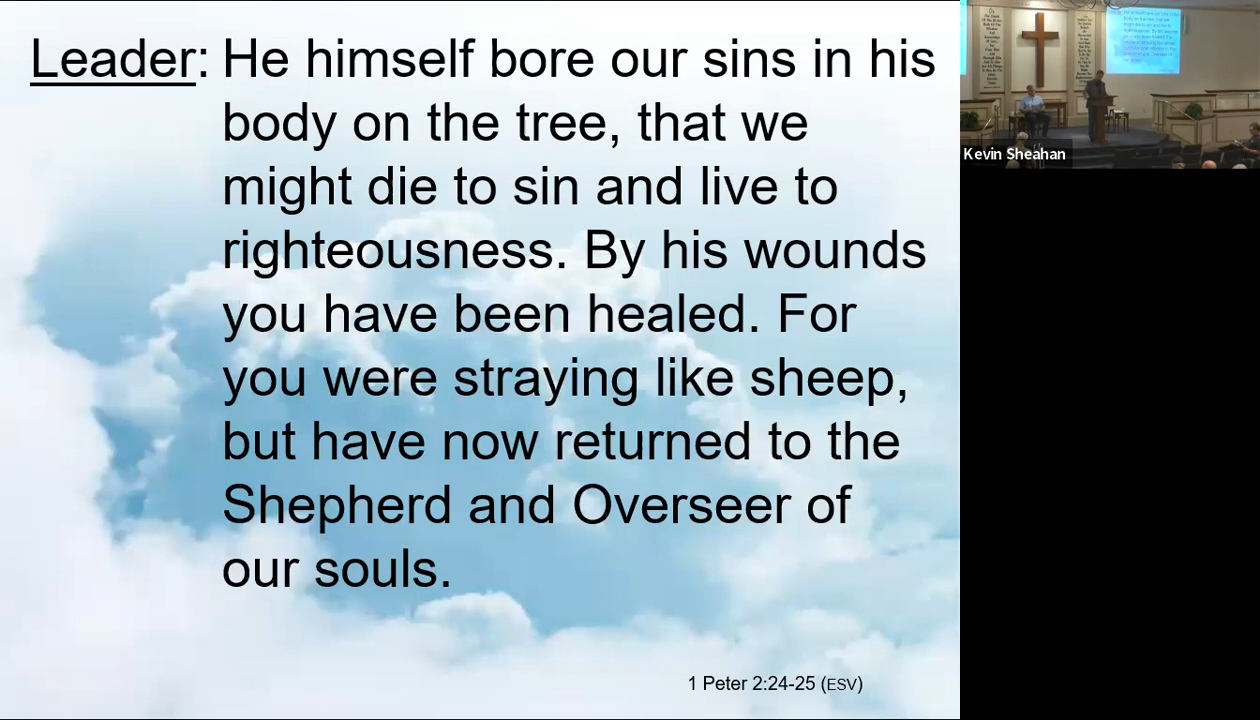 Leader: He himself bore our sins in his
body on the tree, that we
might die to sin and live to
righteousness. By his wounds
you have been healed. For
you were straying like sheep,
but have now returned to the
Shepherd and Overseer of
our souls.
1 Peter 2:24-25 (ESV)
Kevin Sheahan